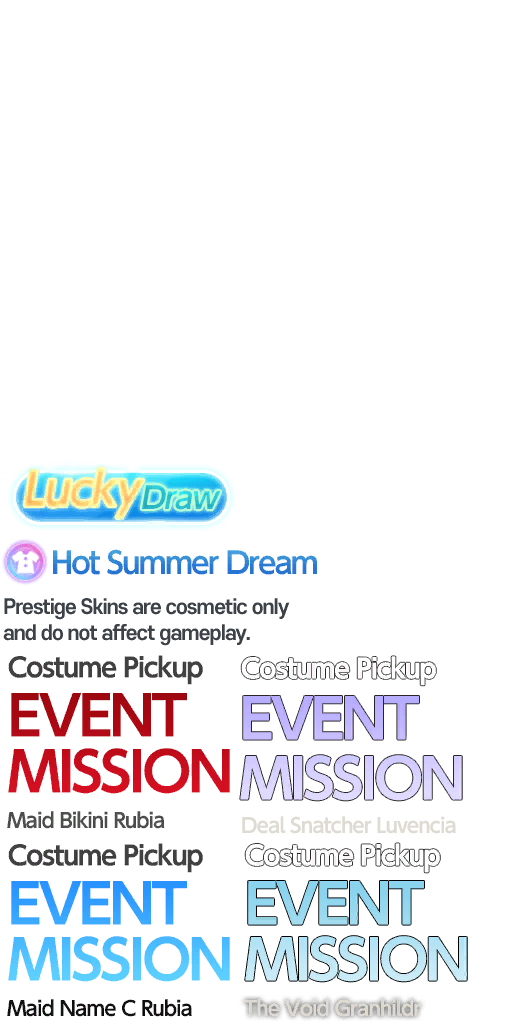 Lucky Draw
Hot Summer Dream
Prestige Skins are cosmetic only
and do not affect gameplay.
Costume Pickup
EVENT
MISSION
Maid Bikini Rubia
Costume Pickup
EVENT
MISSION
Deal Snatcher Luvencia
Costume Pickup
EVENT
MISSION
Maid Name C Rubia
Costume Pickup
EVENT
MISSION
The Void Granhildr